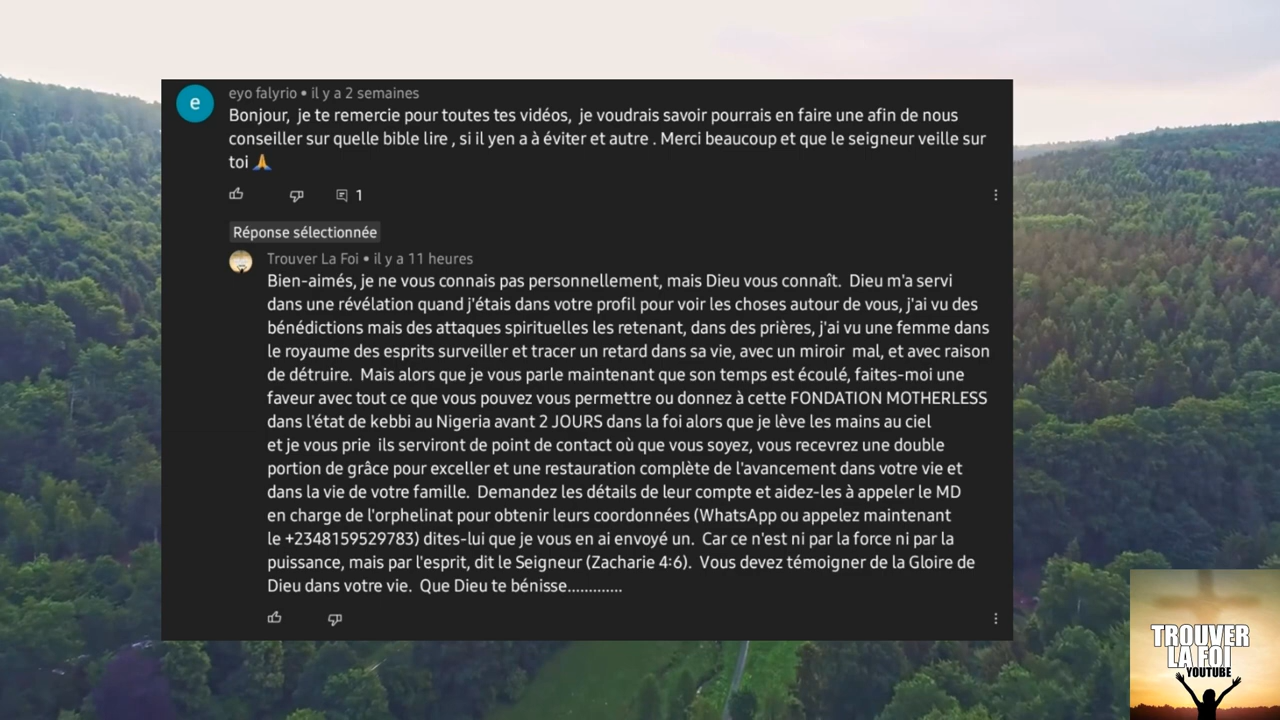 eyo falyrio • il y a 2 semaines
Bonjour, je te remercie pour toutes tes vidéos, je voudrais savoir pourrais en faire une afin de nous
conseiller sur quelle bible lire , si il yen a à éviter et autre . Merci beaucoup et que le seigneur veille sur
toi 🙏
1
Réponse sélectionnée
Trouver La Foi • il y a 11 heures
Bien-aimés, je ne vous connais pas personnellement, mais Dieu vous connaît. Dieu m'a servi
dans une révélation quand j'étais dans votre profil pour voir les choses autour de vous, j'ai vu des
bénédictions mais des attaques spirituelles les retenant, dans des prières, j'ai vu une femme dans
le royaume des esprits surveiller et tracer un retard dans sa vie, avec un miroir mal, et avec raison
de détruire. Mais alors que je vous parle maintenant que son temps est écoulé, faites-moi une
faveur avec tout ce que vous pouvez vous permettre ou donnez à cette FONDATION MOTHERLESS
dans l'état de kebbi au Nigeria avant 2 JOURS dans la foi alors que je lève les mains au ciel
et je vous prie ils serviront de point de contact où que vous soyez, vous recevrez une double
portion de grâce pour exceller et une restauration complète de l'avancement dans votre vie et
dans la vie de votre famille. Demandez les détails de leur compte et aidez-les à appeler le MD
en charge de l'orphelinat pour obtenir leurs coordonnées (WhatsApp ou appelez maintenant
le +2348159529783) dites-lui que je vous en ai envoyé un. Car ce n'est ni par la force ni par la
puissance, mais par l'esprit, dit le Seigneur (Zacharie 4:6). Vous devez témoigner de la Gloire de
Dieu dans votre vie. Que Dieu te bénisse.............
e
TROUVER
LA FOI
YOUTUBE